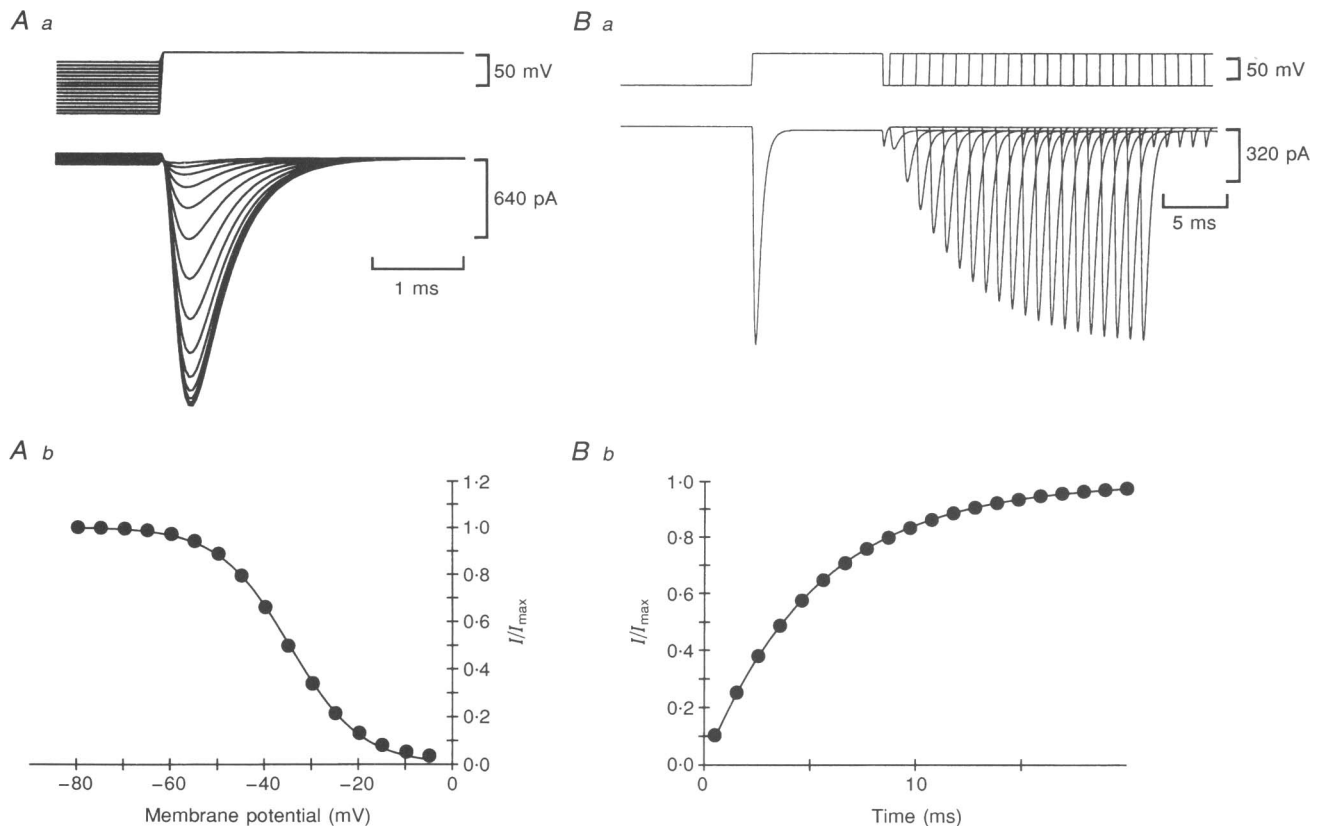 A a
50 mV
640 pA
1 ms
B a
50 mV
320 pA
5 ms
A b
1·2
1·0
0·8
0·6
0·4
0·2
0·0
I/Imax
−80
−60
−40
−20
0
Membrane potential (mV)
B b
1·0
0·8
0·6
0·4
0·2
0·0
I/Imax
0
10
Time (ms)